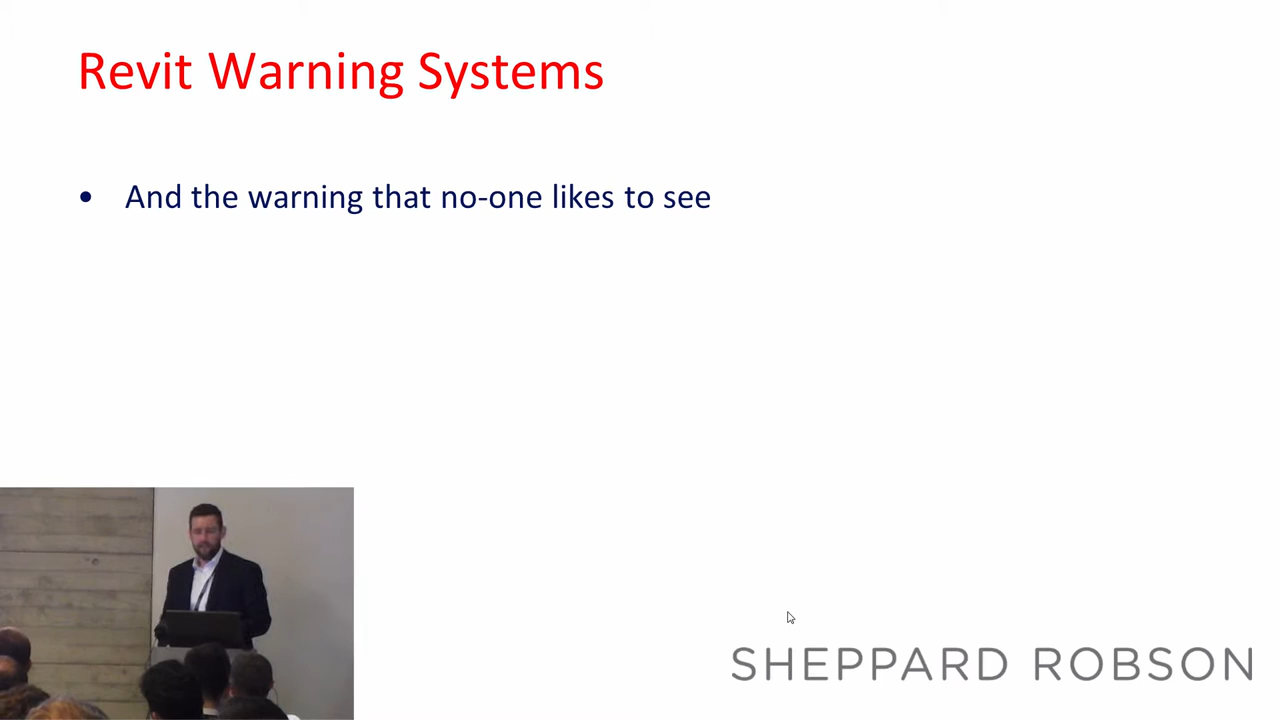 Revit Warning Systems
• And the warning that no-one likes to see
SHEPPARD ROBSON